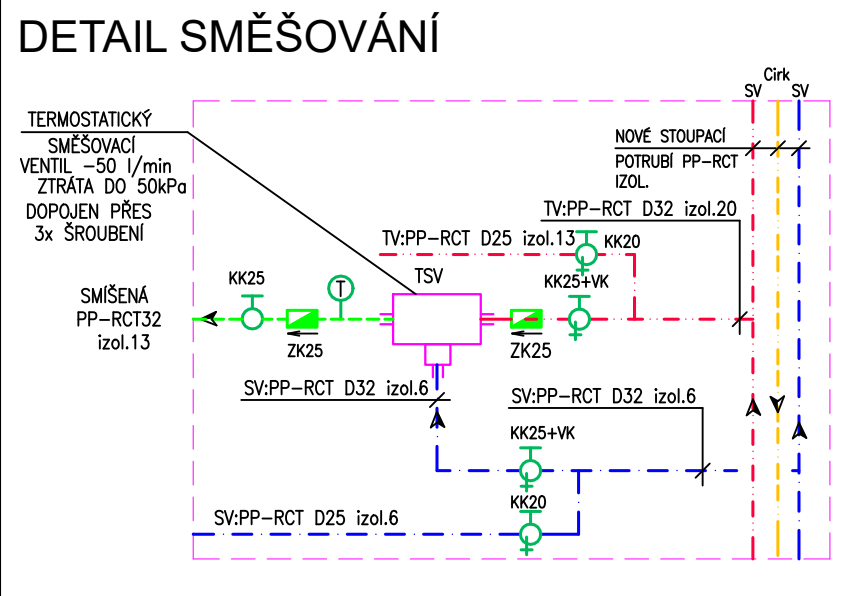 DETAIL SMĚŠOVÁNÍ
Cirk
SV
SV
TERMOSTATICKÝ
SMĚŠOVACÍ
VENTIL -50 l/min
ZTRÁTA DO 50kPa
DOPOJEN PŘES
3x ŠROUBENÍ
NOVÉ STOUPACÍ
POTRUBÍ PP-RCT
IZOL.
TV:PP-RCT D32 izol.20
TV:PP-RCT D25 izol.13
KK20
KK25
T
TSV
KK25+VK
SMÍŠENÁ
PP-RCT32
izol.13
ZK25
ZK25
SV:PP-RCT D32 izol.6
SV:PP-RCT D32 izol.6
KK25+VK
KK20
SV:PP-RCT D25 izol.6